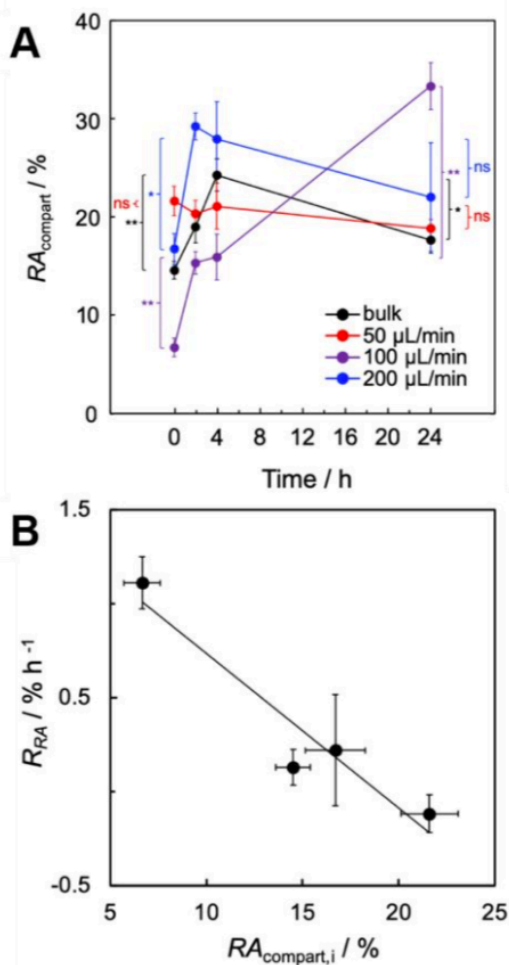 A
40
30
20
10
0
RAcompart / %
ns
**
*
**
**
*
ns
ns
bulk
50 µL/min
100 µL/min
200 µL/min
0 4 8 12 16 20 24
Time / h
B
1.5
0.5
-0.5
RRA / % h⁻¹
5 10 15 20 25
RAcompart,i / %